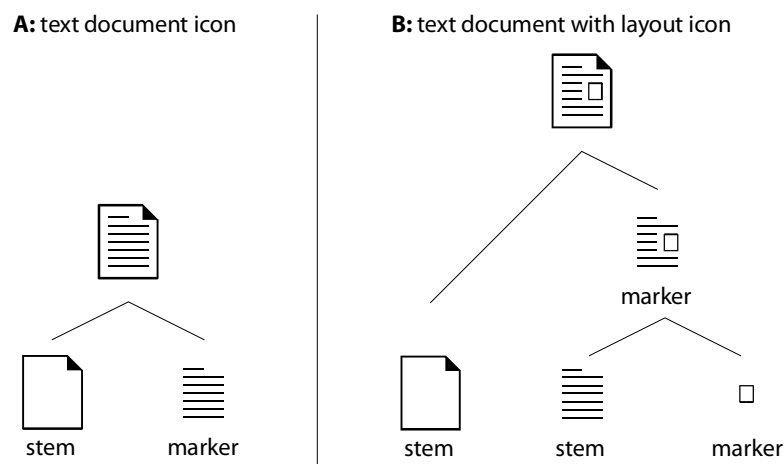 A: text document icon
B: text document with layout icon
marker
stem
marker
stem
stem
marker